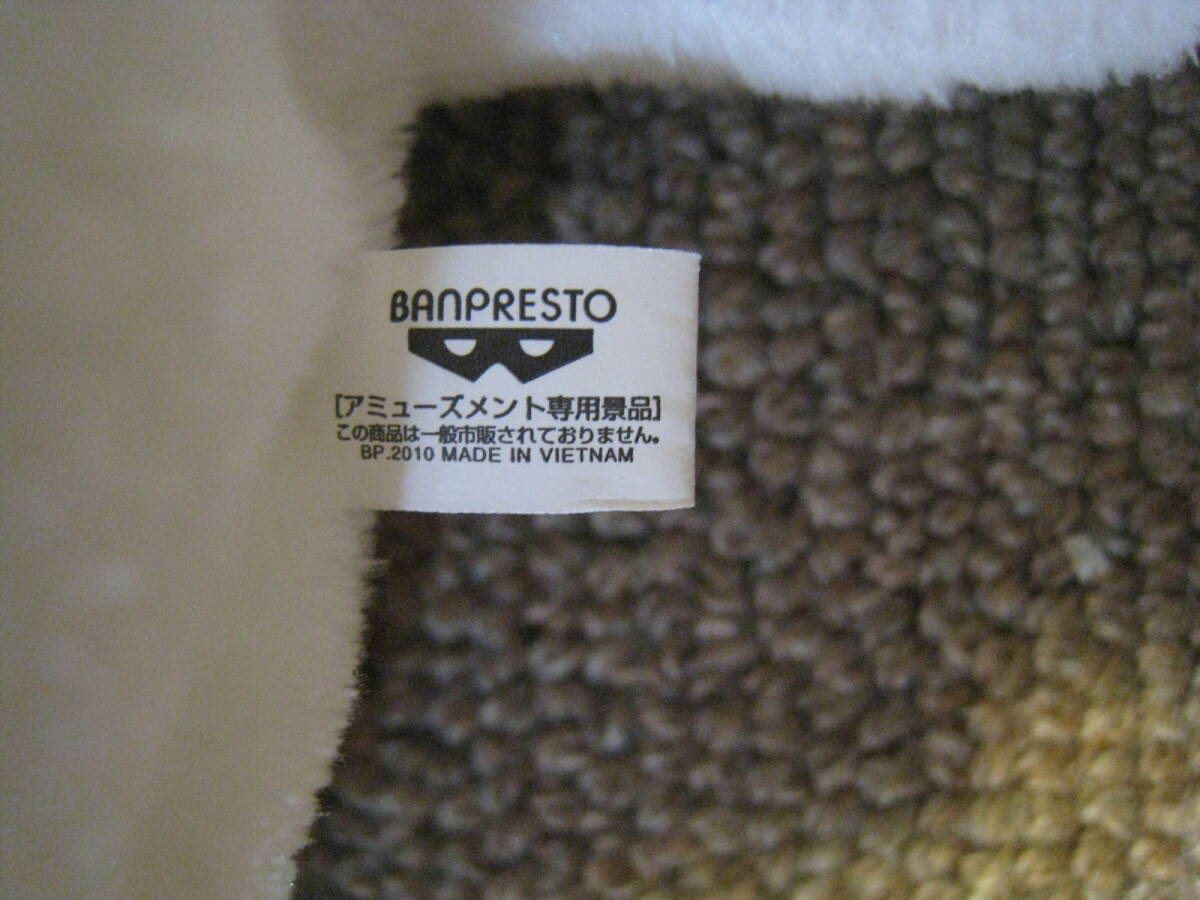 BANPRESTO
[アミューズメント専用景品]
この商品は一般市販されておりません。
BP.2010 MADE IN VIETNAM